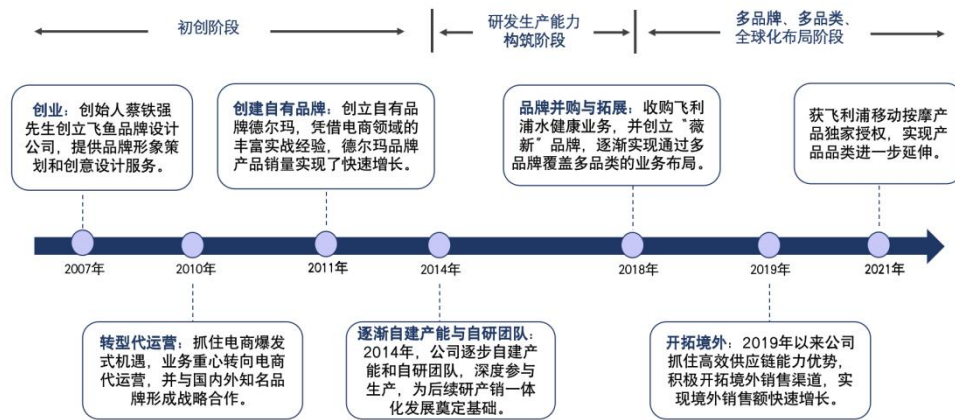 初创阶段
研发生产能力
构筑阶段
多品牌、多品类、
全球化布局阶段
创业：创始人蔡铁强
先生创立飞鱼品牌设计
公司，提供品牌形象策
划和创意设计服务。
创建自有品牌：创立自有品
牌德尔玛，凭借电商领域的
丰富实战经验，德尔玛品牌
产品销量实现了快速增长。
品牌并购与拓展：收购飞利
浦水健康业务，并创立“薇
新”品牌，逐渐实现通过多
品牌覆盖多品类的业务布局。
获飞利浦移动按摩产
品独家授权，实现产
品品类进一步延伸。
2007年
2010年
2011年
2014年
2018年
2019年
2021年
转型代运营：抓住电商爆发
式机遇，业务重心转向电商
代运营，并与国内外知名品
牌形成战略合作。
逐渐自建产能与自研团队：
2014年，公司逐步自建产
能和自研团队，深度参与
生产，为后续研产销一体
化发展奠定基础。
开拓境外：2019年以来公司
抓住高效供应链能力优势，
积极开拓境外销售渠道，实
现境外销售额快速增长。